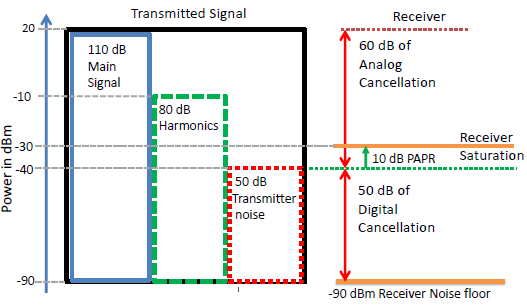 Transmitted Signal
Receiver
20
110 dB
Main
Signal
60 dB of
Analog
Cancellation
-10
80 dB
Harmonics
-30
Receiver
Saturation
10 dB PAPR
-40
50 dB
Transmitter
noise
50 dB of
Digital
Cancellation
Power in dBm
-90
-90 dBm Receiver Noise floor